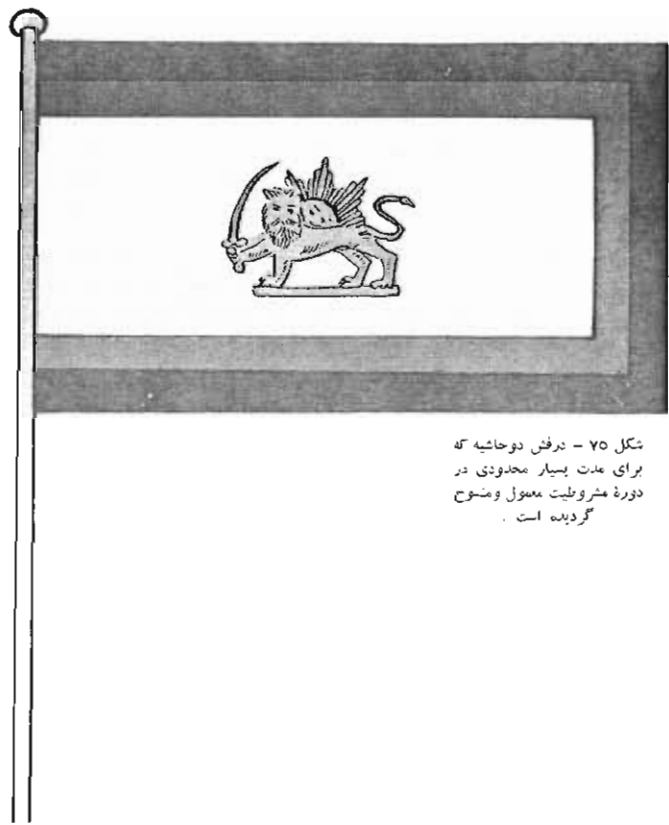 شکل ۷۵ – درفش دوحاشیه که
برای مدت بسیار محدودی در
دورهٔ مشروطیت معمول ومنسوخ
گردیده است .